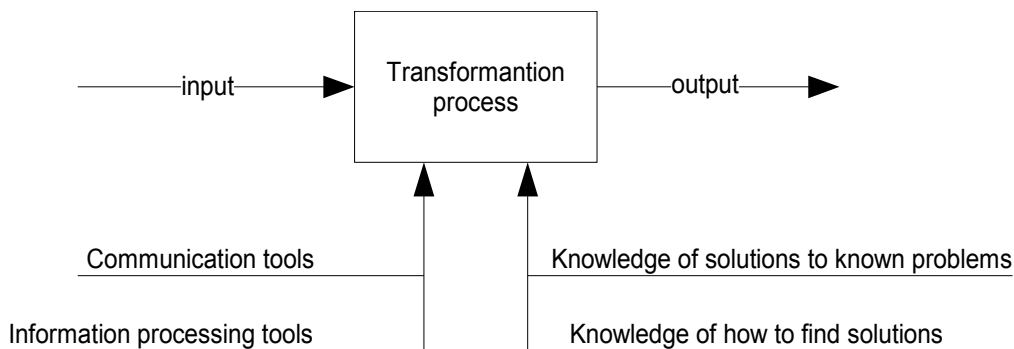 Transformantion
process
input
output
Communication tools
Knowledge of solutions to known problems
Information processing tools
Knowledge of how to find solutions